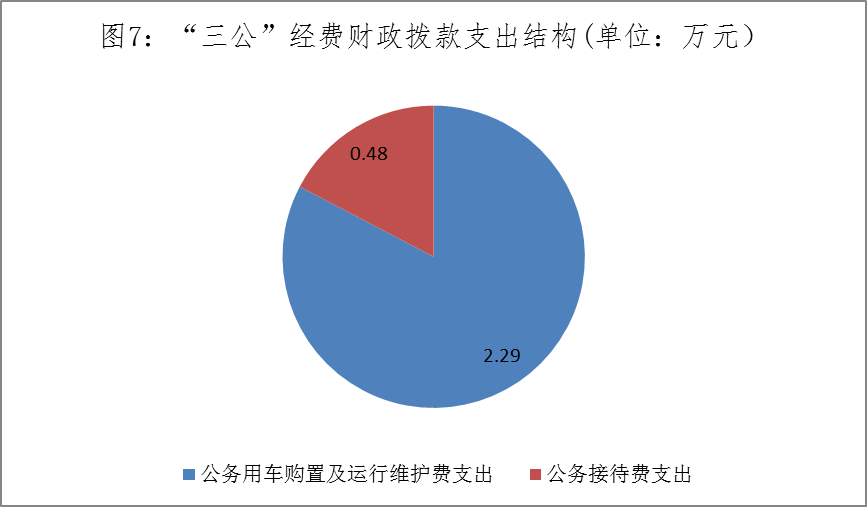 图7：“三公”经费财政拨款支出结构(单位：万元）
0.48
2.29
公务用车购置及运行维护费支出 公务接待费支出